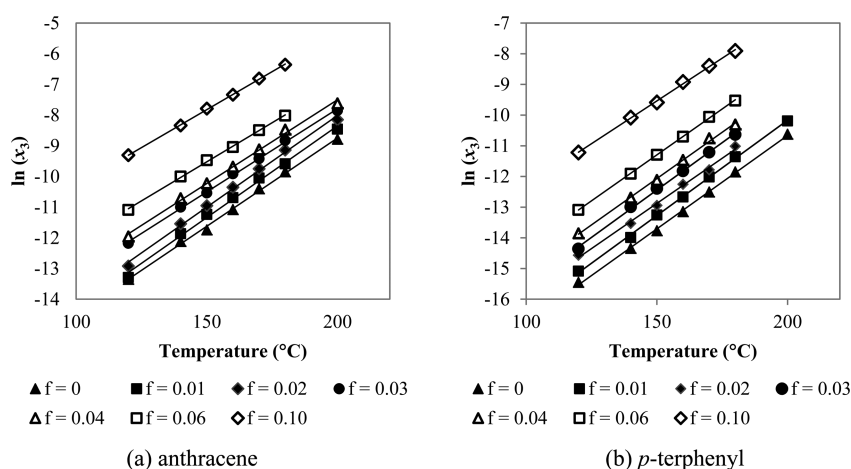 -5
-6
-7
-8
-9
-10
-11
-12
-13
-14
ln (x3)
100 150 200
Temperature (°C)
f = 0 f = 0.01 f = 0.02 f = 0.03
f = 0.04 f = 0.06 f = 0.10
(a) anthracene
-7
-8
-9
-10
-11
-12
-13
-14
-15
-16
ln (x3)
100 150 200
Temperature (°C)
f = 0 f = 0.01 f = 0.02 f = 0.03
f = 0.04 f = 0.06 f = 0.10
(b) p-terphenyl